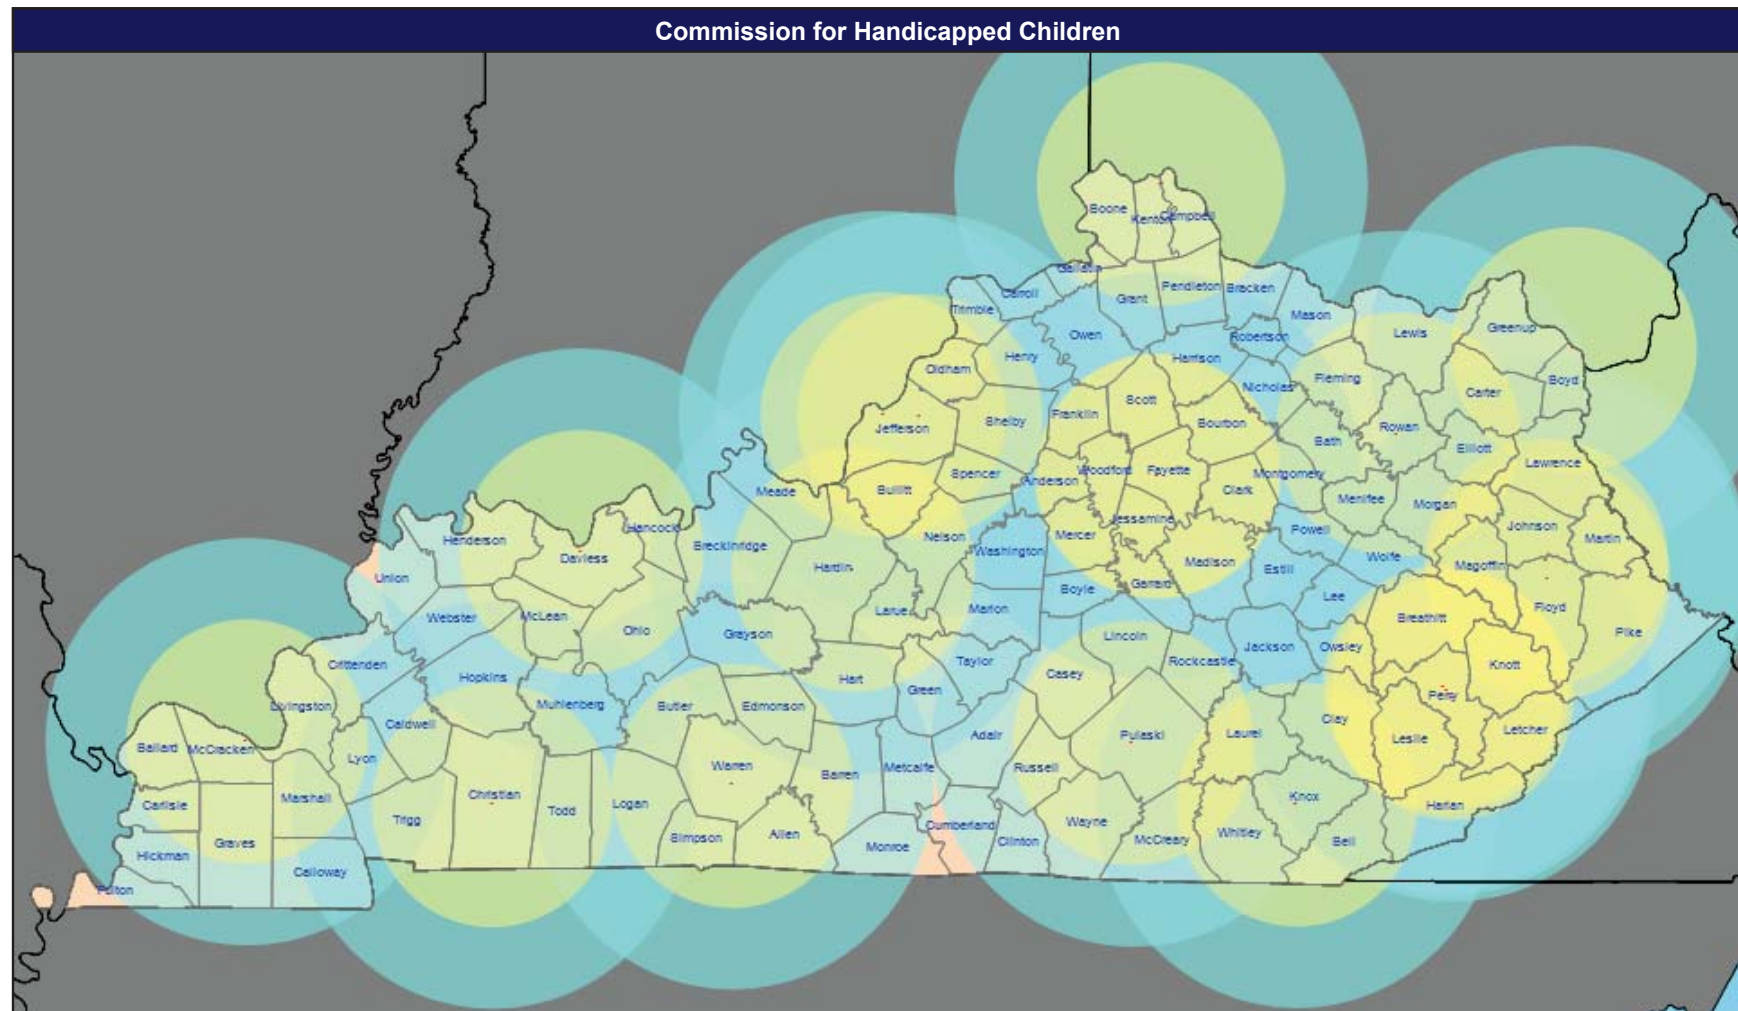 Commission for Handicapped Children
Boone
Kenton
Campbell
Gallatin
Carroll
Grant
Pendleton
Bracken
Trimble
Mason
Owen
Robertson
Lewis
Greenup
Henry
Harrison
Oldham
Nicholas
Fleming
Carter
Boyd
Scott
Franklin
Shelby
Bourbon
Jefferson
Rowan
Bath
Elliott
Lawrence
Spencer
Anderson
Woodford
Fayette
Montgomery
Clark
Bullitt
Meade
Menifee
Morgan
Jessamine
Johnson
Hancock
Henderson
Nelson
Mercer
Powell
Martin
Breckinridge
Washington
Daviess
Wolfe
Madison
Magoffin
Hardin
Estill
Union
Garrard
Boyle
Lee
Larue
Marion
Floyd
Webster
McLean
Breathitt
Ohio
Grayson
Lincoln
Pike
Jackson
Owsley
Crittenden
Taylor
Rockcastle
Knott
Hopkins
Hart
Casey
Green
Perry
Livingston
Muhlenberg
Butler
Edmonson
Caldwell
Clay
Letcher
Adair
Pulaski
Laurel
Leslie
Ballard
McCracken
Lyon
Warren
Barren
Metcalfe
Russell
Carlisle
Marshall
Christian
Knox
Logan
Harlan
Todd
Trigg
Wayne
Cumberland
Whitley
Simpson
Allen
McCreary
Bell
Graves
Clinton
Monroe
Hickman
Calloway
Fulton